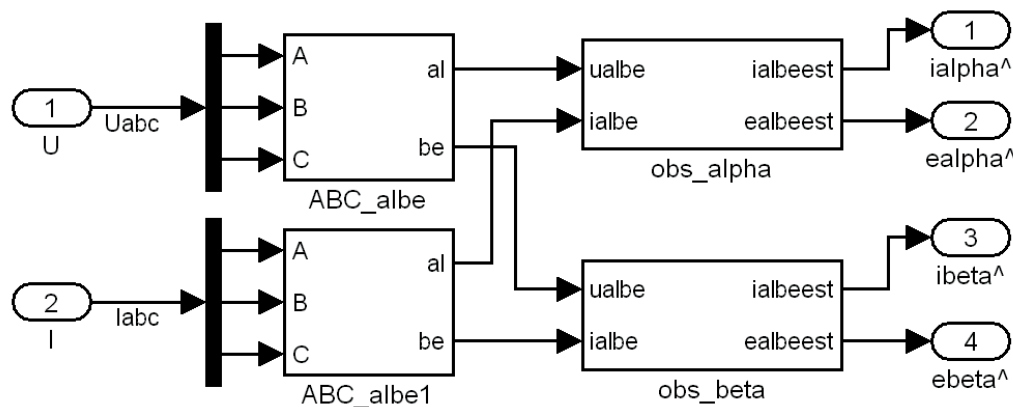 1
U
Uabc
A
B
C
al
be
ABC_albe
ualbe
ialbe
ialbeest
ealbeest
obs_alpha
1
ialpha^
2
ealpha^
2
I
Iabc
A
B
C
al
be
ABC_albe1
ualbe
ialbe
ialbeest
ealbeest
obs_beta
3
ibeta^
4
ebeta^